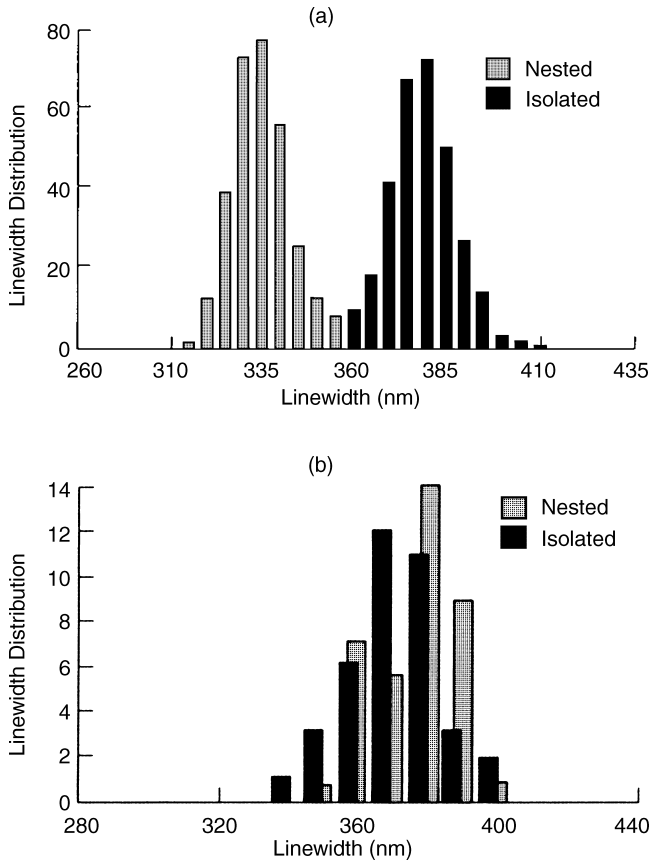 (a)
80
60
40
20
0
Linewidth Distribution
Nested
Isolated
260 310 335 360 385 410 435
Linewidth (nm)
(b)
14
12
10
8
6
4
2
0
Linewidth Distribution
Nested
Isolated
280 320 360 400 440
Linewidth (nm)